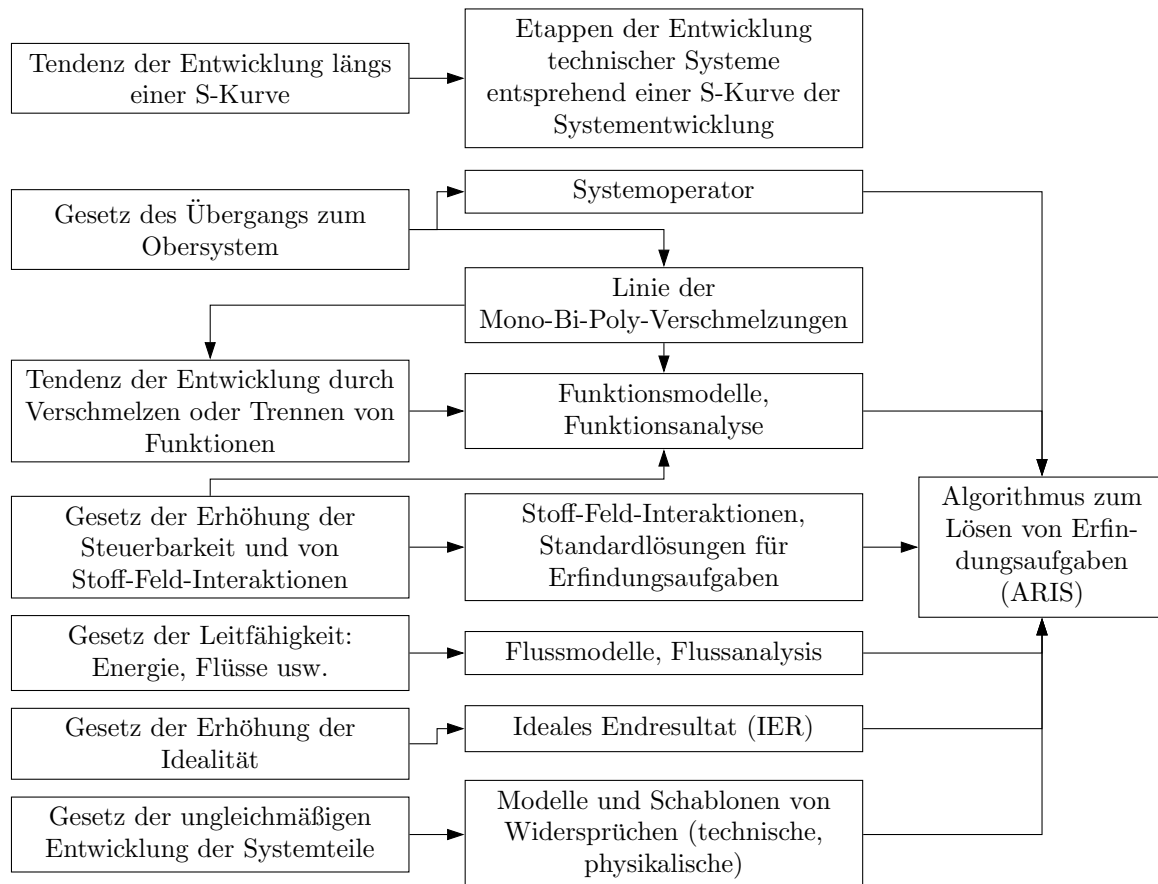 Tendenz der Entwicklung längs
einer S-Kurve
Etappen der Entwicklung
technischer Systeme
entsprehend einer S-Kurve der
Systementwicklung
Gesetz des Übergangs zum
Obersystem
Systemoperator
Linie der
Mono-Bi-Poly-Verschmelzungen
Tendenz der Entwicklung durch
Verschmelzen oder Trennen von
Funktionen
Funktionsmodelle,
Funktionsanalyse
Gesetz der Erhöhung der
Steuerbarkeit und von
Stoff-Feld-Interaktionen
Stoff-Feld-Interaktionen,
Standardlösungen für
Erfindungsaufgaben
Algorithmus zum
Lösen von Erfin-
dungsaufgaben
(ARIS)
Gesetz der Leitfähigkeit:
Energie, Flüsse usw.
Flussmodelle, Flussanalysis
Gesetz der Erhöhung der
Idealität
Ideales Endresultat (IER)
Gesetz der ungleichmäßigen
Entwicklung der Systemteile
Modelle und Schablonen von
Widersprüchen (technische,
physikalische)